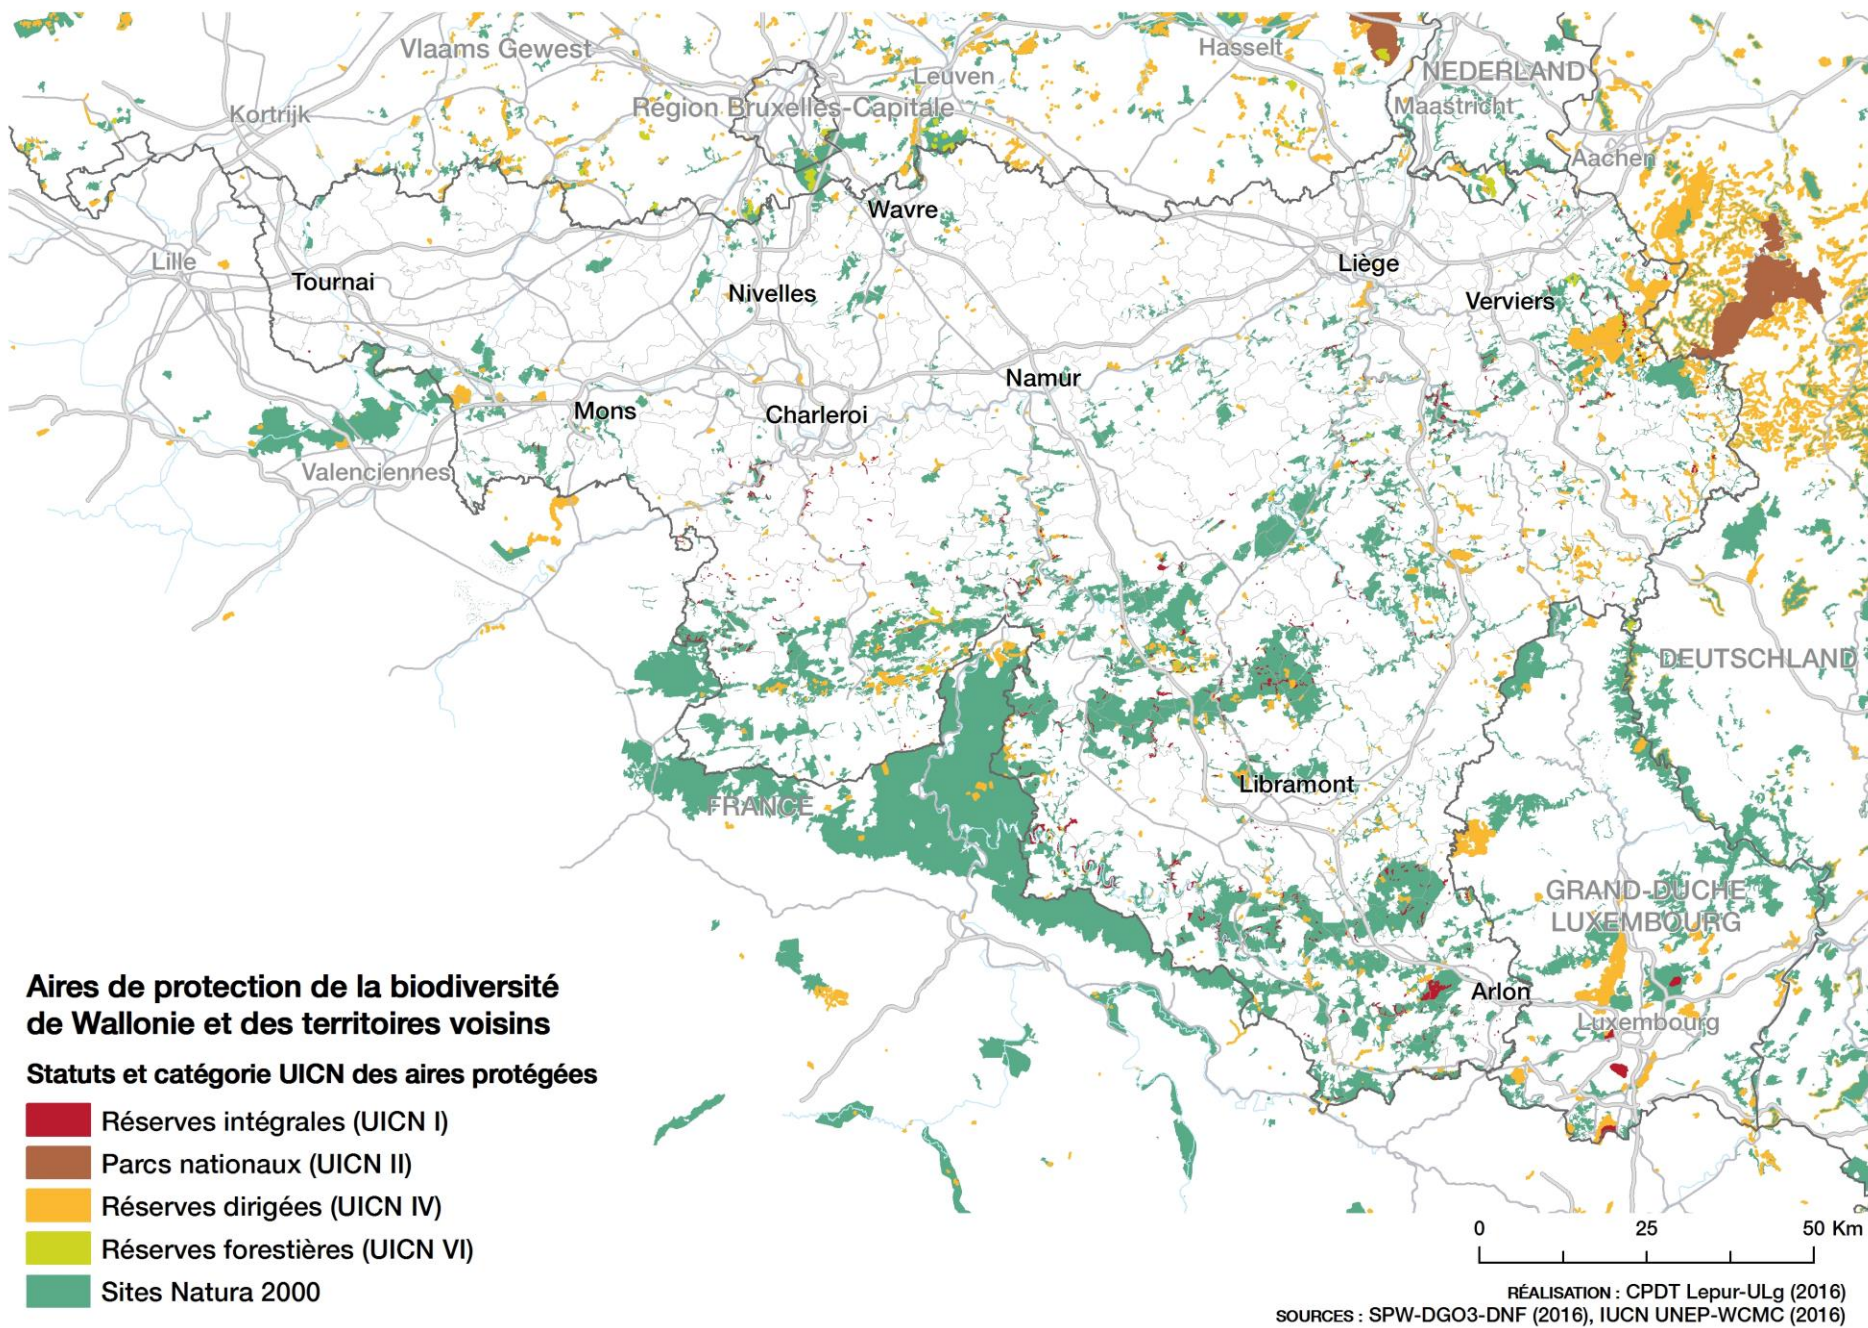 Vlaams Gewest
Hasselt
Leuven
NEDERLAND
Kortrijk
Région Bruxelles-Capitale
Maastricht
Aachen
Wavre
Lille
Tournai
Nivelles
Liège
Verviers
Namur
Mons
Charleroi
Valenciennes
DEUTSCHLAND
Libramont
FRANCE
GRAND-DUCHE
LUXEMBOURG
Arlon
Luxembourg
Aires de protection de la biodiversité
de Wallonie et des territoires voisins
Statuts et catégorie UICN des aires protégées
Réserves intégrales (UICN I)
Parcs nationaux (UICN II)
Réserves dirigées (UICN IV)
Réserves forestières (UICN VI)
Sites Natura 2000
0 25 50 Km
RÉALISATION : CPDT Lepur-ULg (2016)
SOURCES : SPW-DGO3-DNF (2016), IUCN UNEP-WCMC (2016)